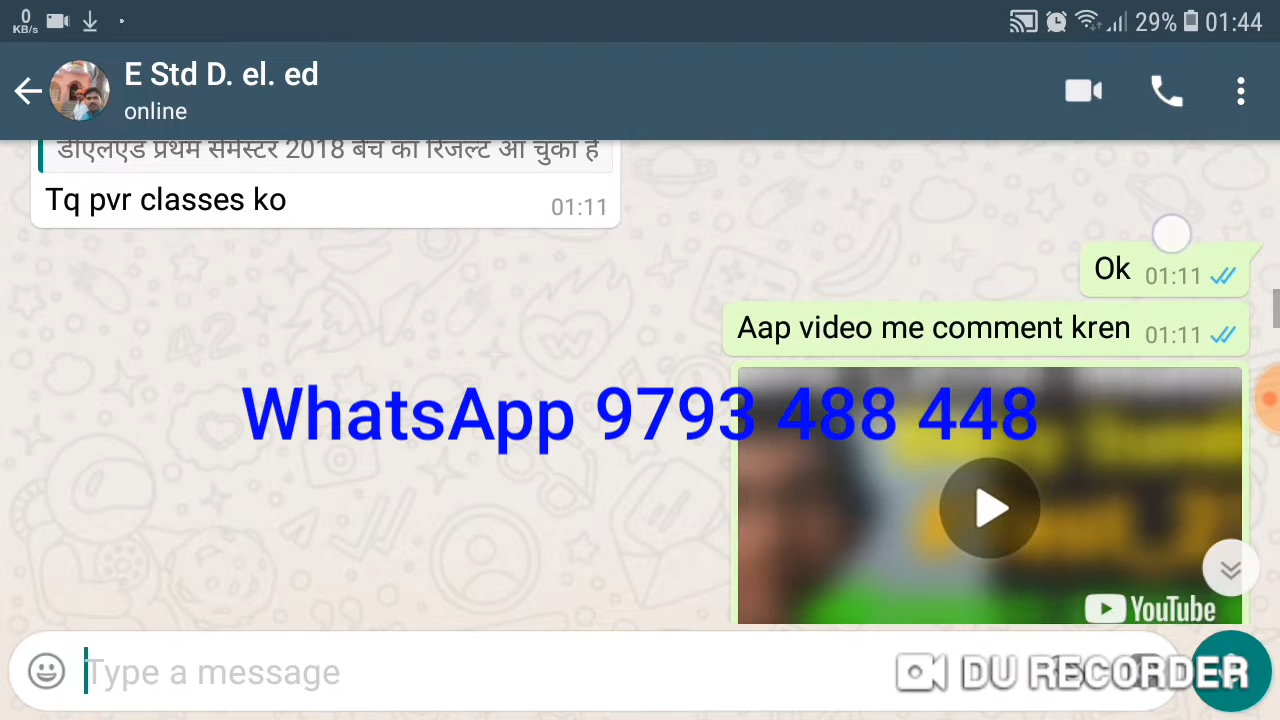 0
KB/s
29%
01:44
E Std D. el. ed
online
डीएलएड प्रथम सेमेस्टर 2018 बैच का रिजल्ट आ चुका है
Tq pvr classes ko
01:11
Ok 01:11
Aap video me comment kren 01:11
WhatsApp 9793 488 448
YouTube
Type a message
DU RECORDER